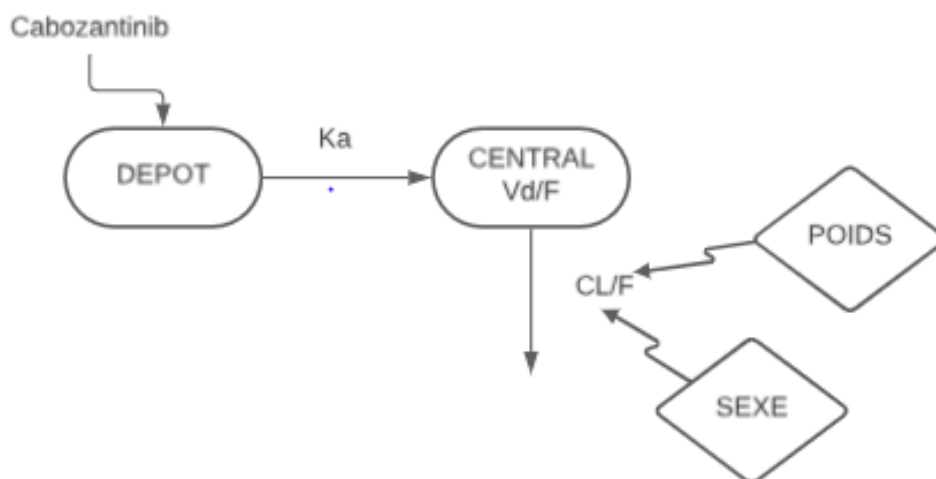 Cabozantinib
DEPOT
Ka
CENTRAL
Vd/F
POIDS
CL/F
SEXE